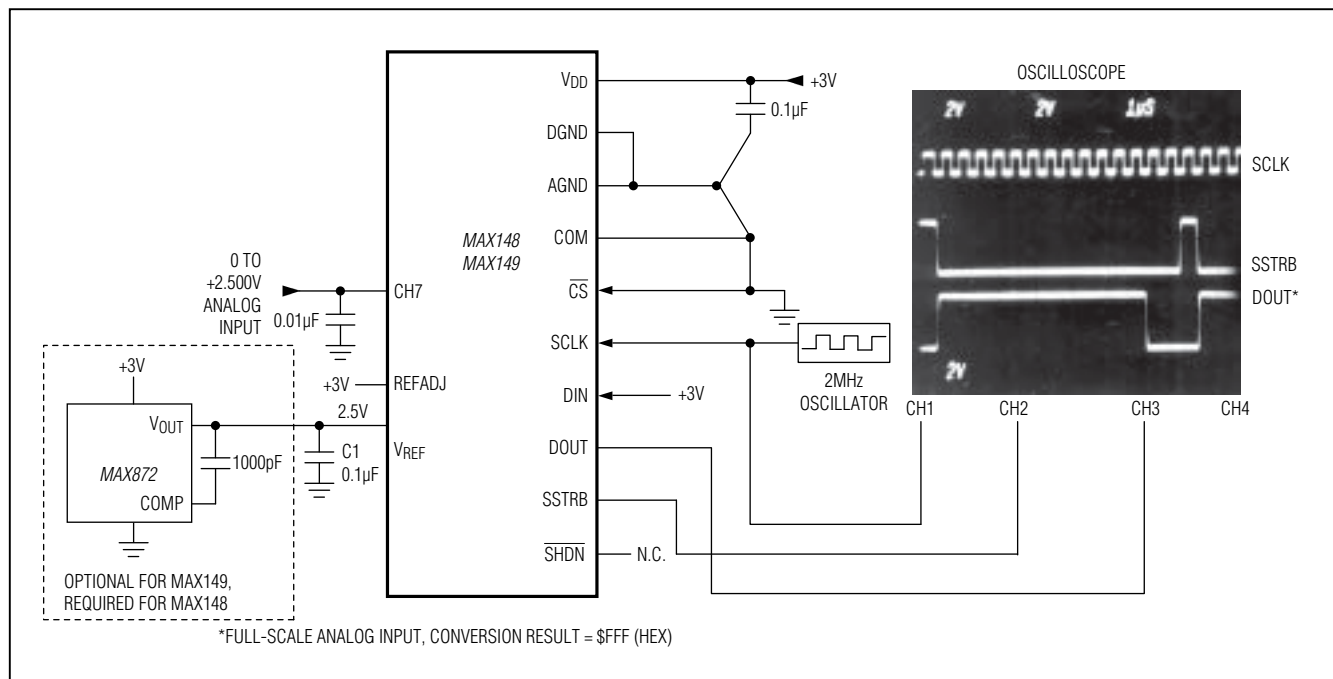 OSCILLOSCOPE
2V 2V 1µS
SCLK
SSTRB
DOUT*
2V
CH1 CH2 CH3 CH4
VDD
+3V
0.1µF
DGND
AGND
MAX148
MAX149
COM
0 TO
+2.500V
ANALOG
INPUT
CH7
0.01µF
CS
SCLK
2MHz
OSCILLATOR
+3V
REFADJ
DIN
+3V
+3V
2.5V
VOUT
VREF
DOUT
C1
0.1µF
1000pF
MAX872
COMP
SSTRB
SHDN
N.C.
OPTIONAL FOR MAX149,
REQUIRED FOR MAX148
*FULL-SCALE ANALOG INPUT, CONVERSION RESULT = $FFF (HEX)